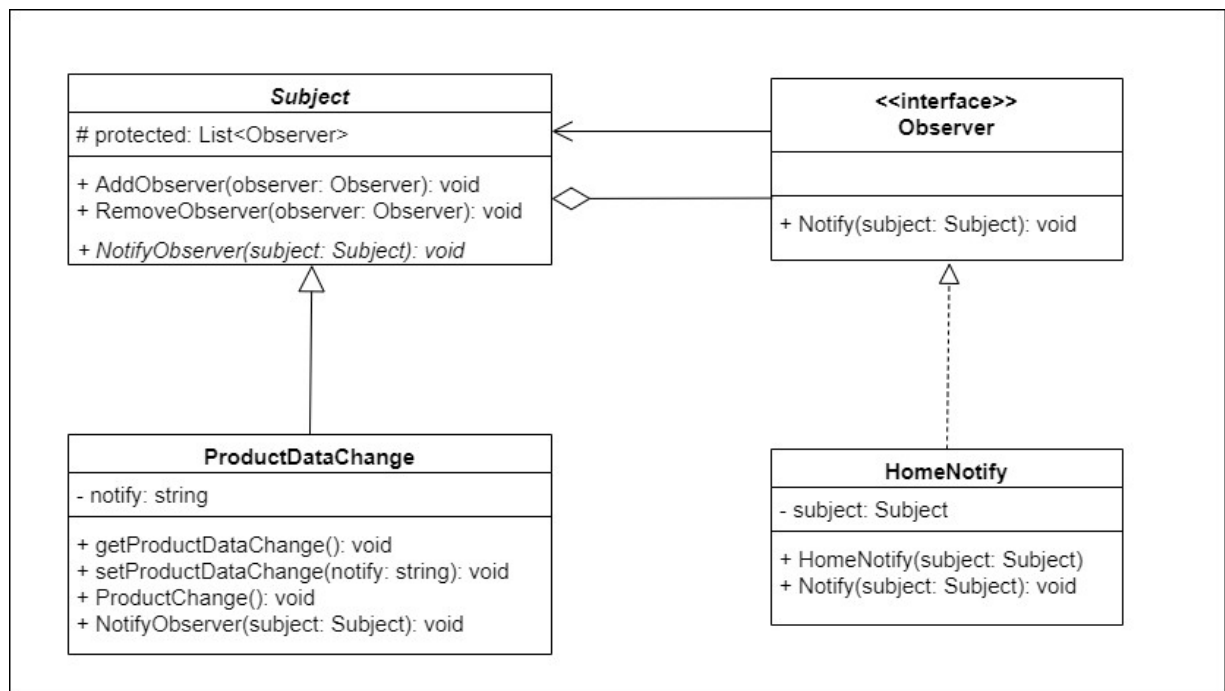 Subject
# protected: List<Observer>
+ AddObserver(observer: Observer): void
+ RemoveObserver(observer: Observer): void
+ NotifyObserver(subject: Subject): void
<<interface>>
Observer
+ Notify(subject: Subject): void
ProductDataChange
- notify: string
+ getProductDataChange(): void
+ setProductDataChange(notify: string): void
+ ProductChange(): void
+ NotifyObserver(subject: Subject): void
HomeNotify
- subject: Subject
+ HomeNotify(subject: Subject)
+ Notify(subject: Subject): void